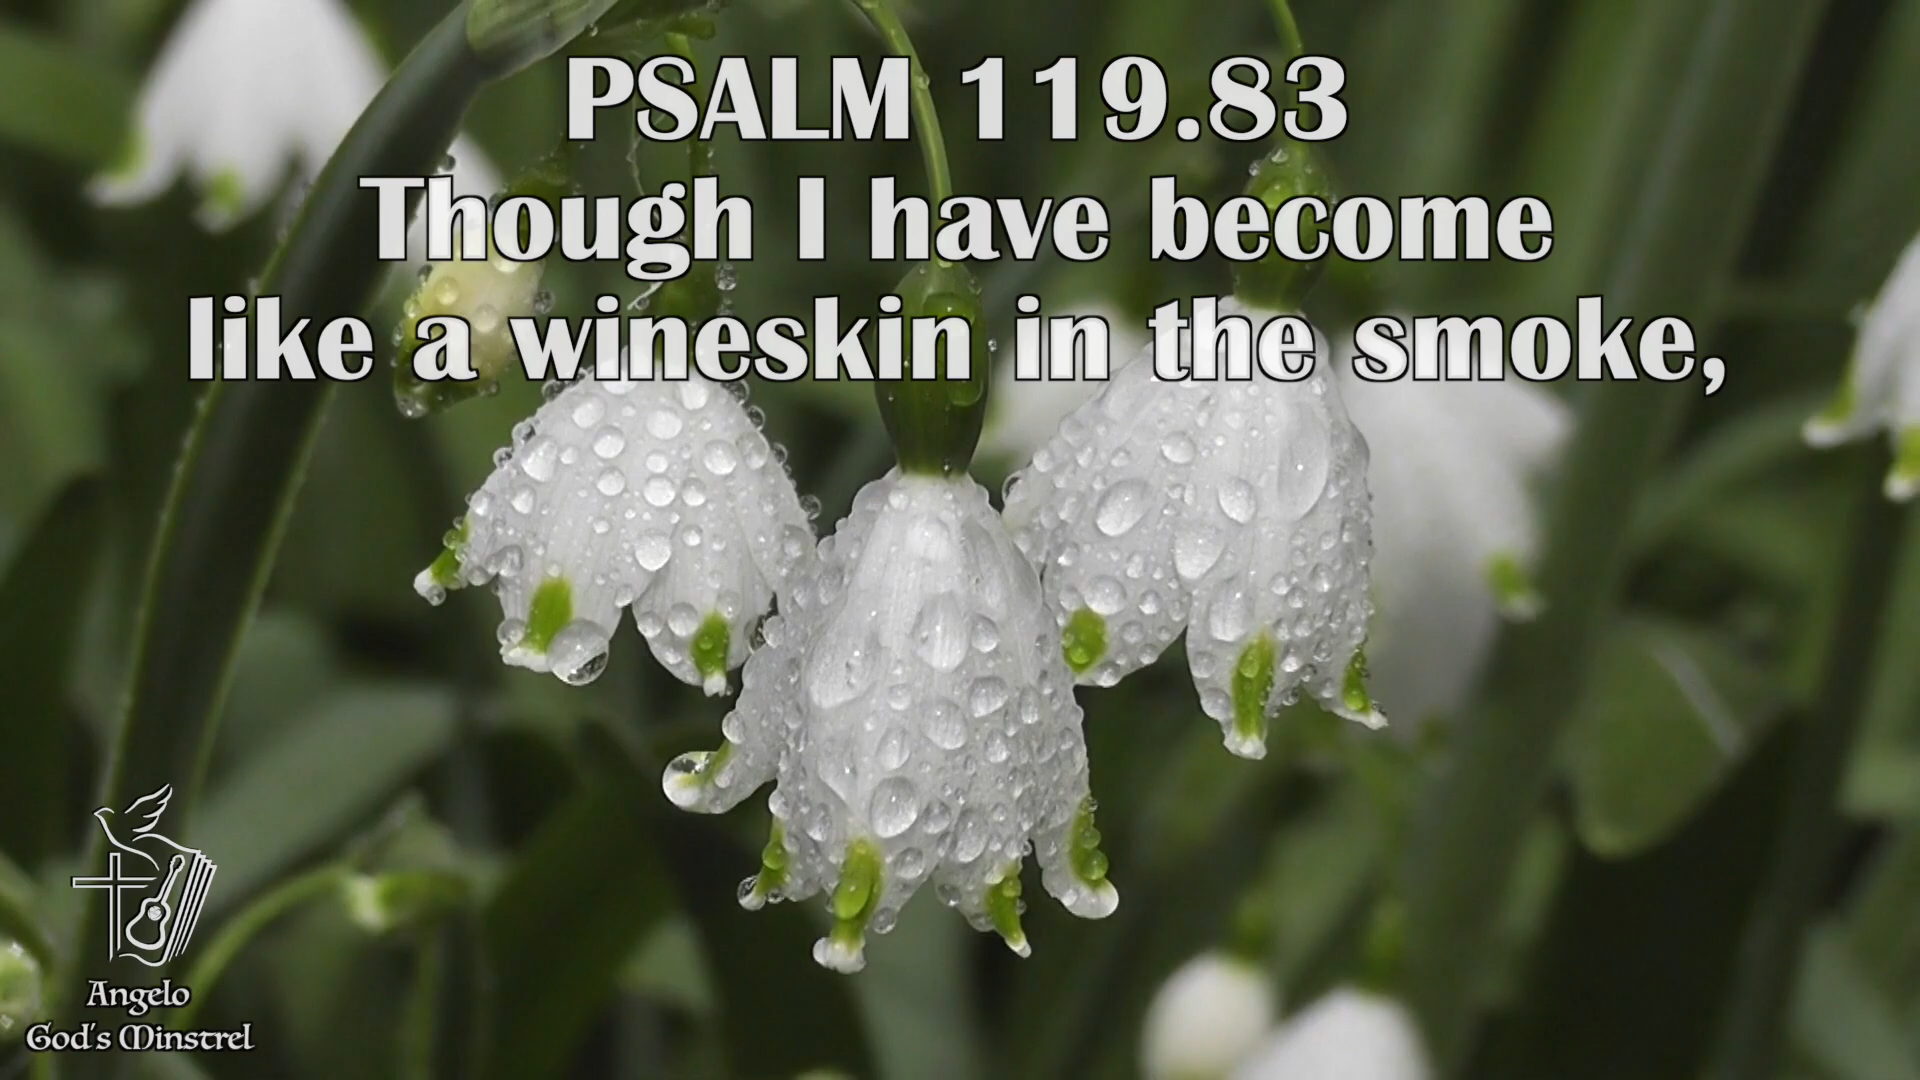 PSALM 119.83
Though I have become
like a wineskin in the smoke,
Angelo
God's Minstrel